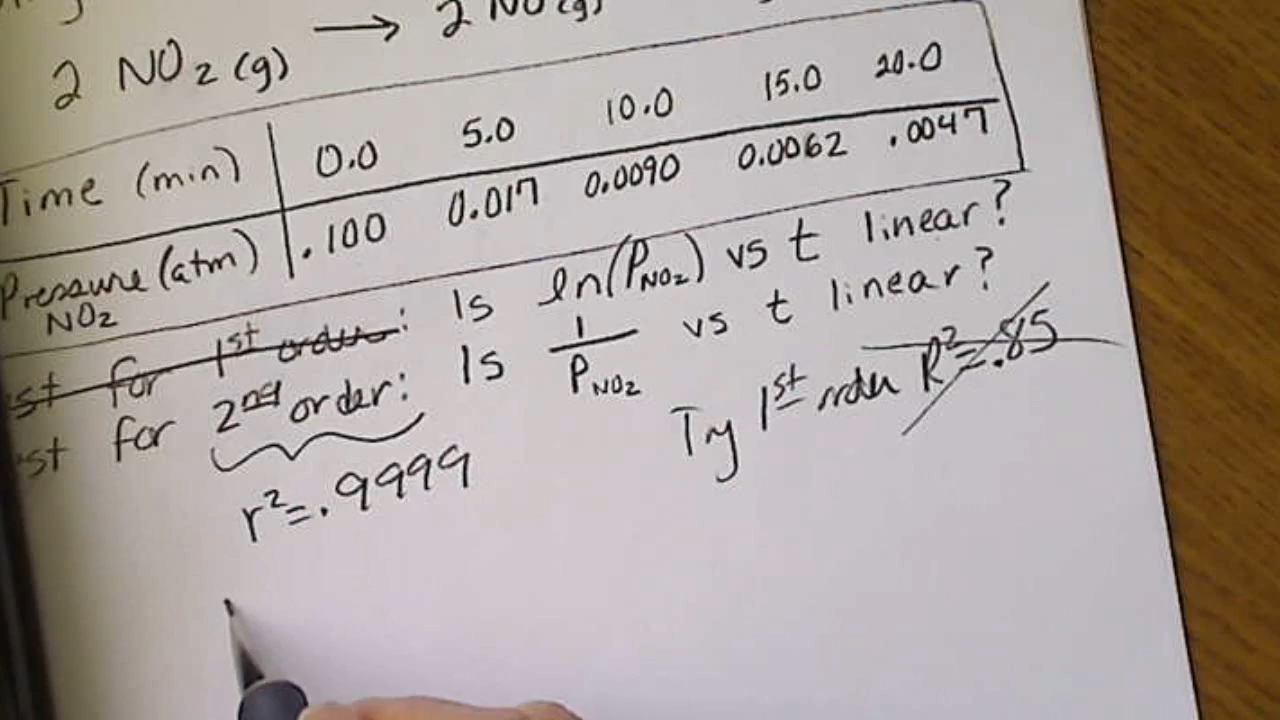 2 NO₂ (g) → 2 NO (g)
Time (min) 0.0 5.0 10.0 15.0 20.0
Pressure NO₂ (atm) .100 0.017 0.0090 0.0062 .0047
st for 1st order: Is ln(P NO₂) vs t linear?
st for 2nd order: Is 1/P NO₂ vs t linear?
Try 1st order R² = .85
r² = .9999